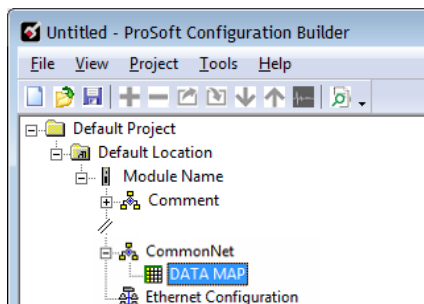 Untitled - ProSoft Configuration Builder
File View Project Tools Help
Default Project
Default Location
Module Name
Comment
CommonNet
DATA MAP
Ethernet Configuration